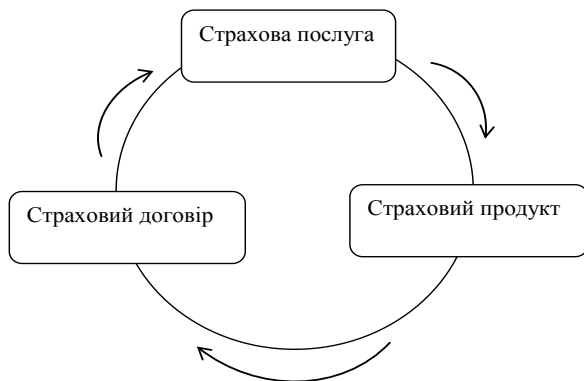 Страхова послуга
Страховий договір
Страховий продукт